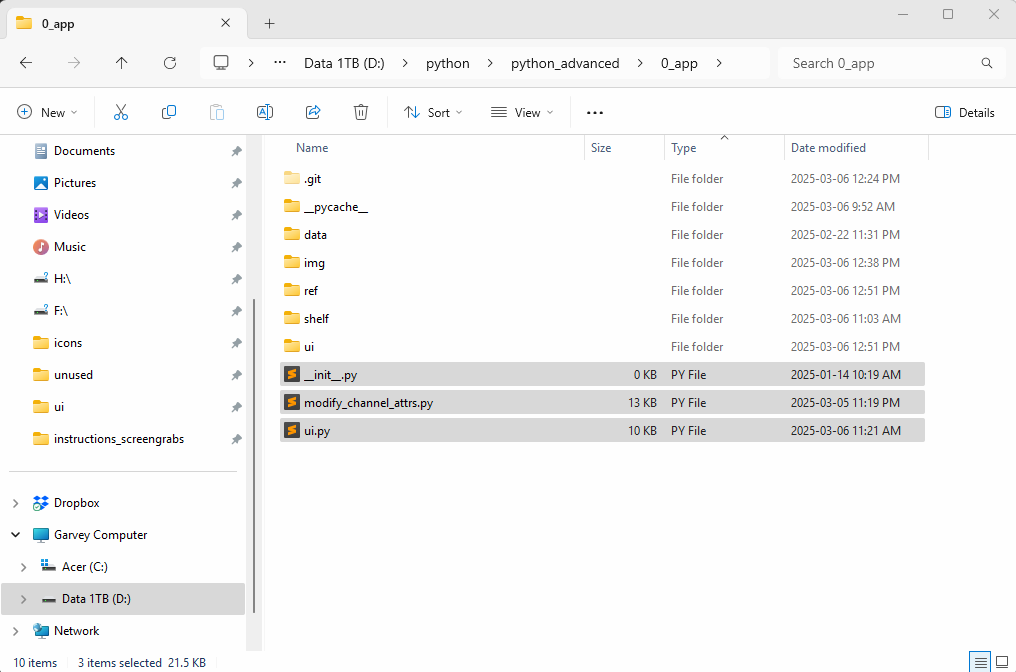 0_app
Data 1TB (D:) python python_advanced 0_app Search 0_app
New Sort View Details
Documents
Pictures
Videos
Music
H:\
F:\
icons
unused
ui
instructions_screengrabs
Dropbox
Garvey Computer
Acer (C:)
Data 1TB (D:)
Network
Name Size Type Date modified
.git File folder 2025-03-06 12:24 PM
__pycache__ File folder 2025-03-06 9:52 AM
data File folder 2025-02-22 11:31 PM
img File folder 2025-03-06 12:38 PM
ref File folder 2025-03-06 12:51 PM
shelf File folder 2025-03-06 11:03 AM
ui File folder 2025-03-06 12:51 PM
__init__.py 0 KB PY File 2025-01-14 10:19 AM
modify_channel_attrs.py 13 KB PY File 2025-03-05 11:19 PM
ui.py 10 KB PY File 2025-03-06 11:21 AM
10 items 3 items selected 21.5 KB